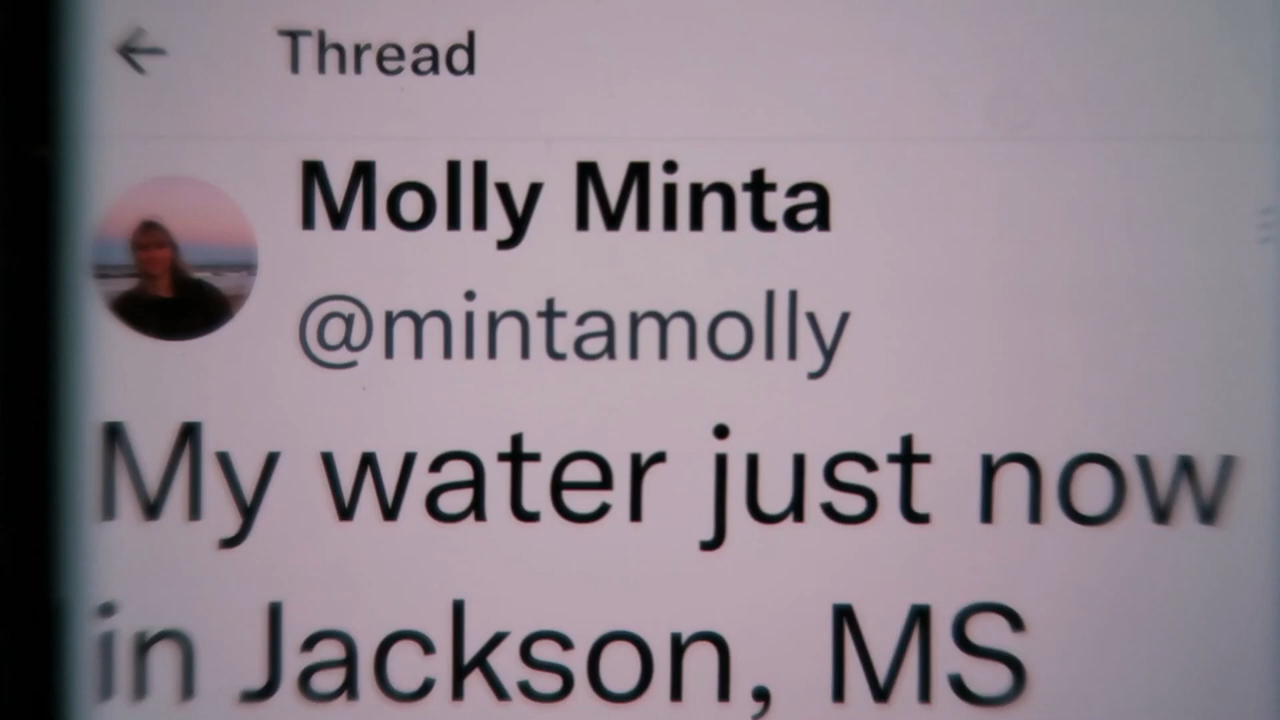 Thread
Molly Minta
@mintamolly
My water just now
in Jackson, MS